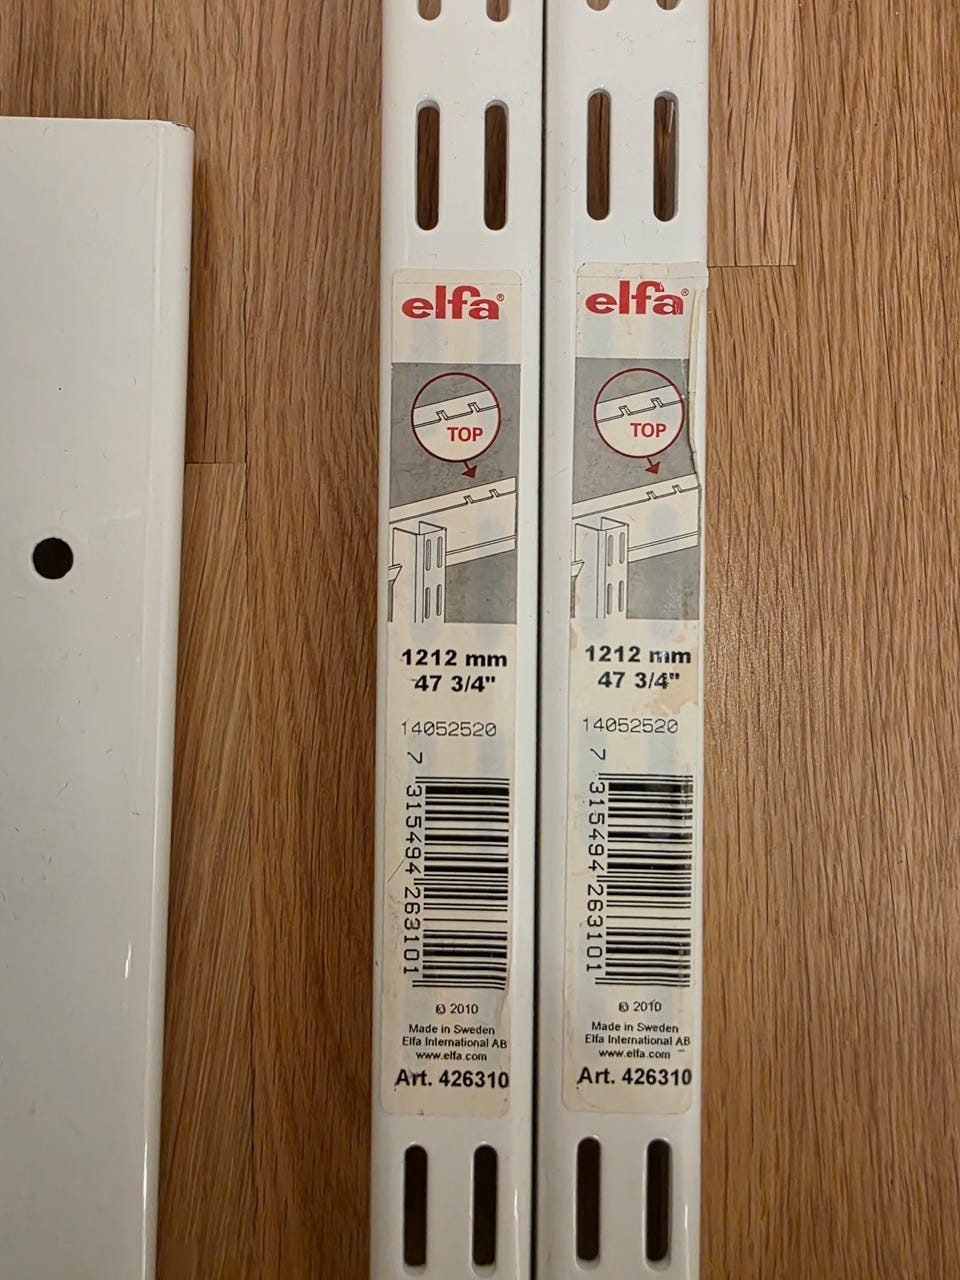 elfa®
TOP
1212 mm
47 3/4"
14052520
7 315494 263101
© 2010
Made in Sweden
Elfa International AB
www.elfa.com
Art. 426310
elfa®
TOP
1212 mm
47 3/4"
14052520
7 315494 263101
© 2010
Made in Sweden
Elfa International AB
www.elfa.com
Art. 426310